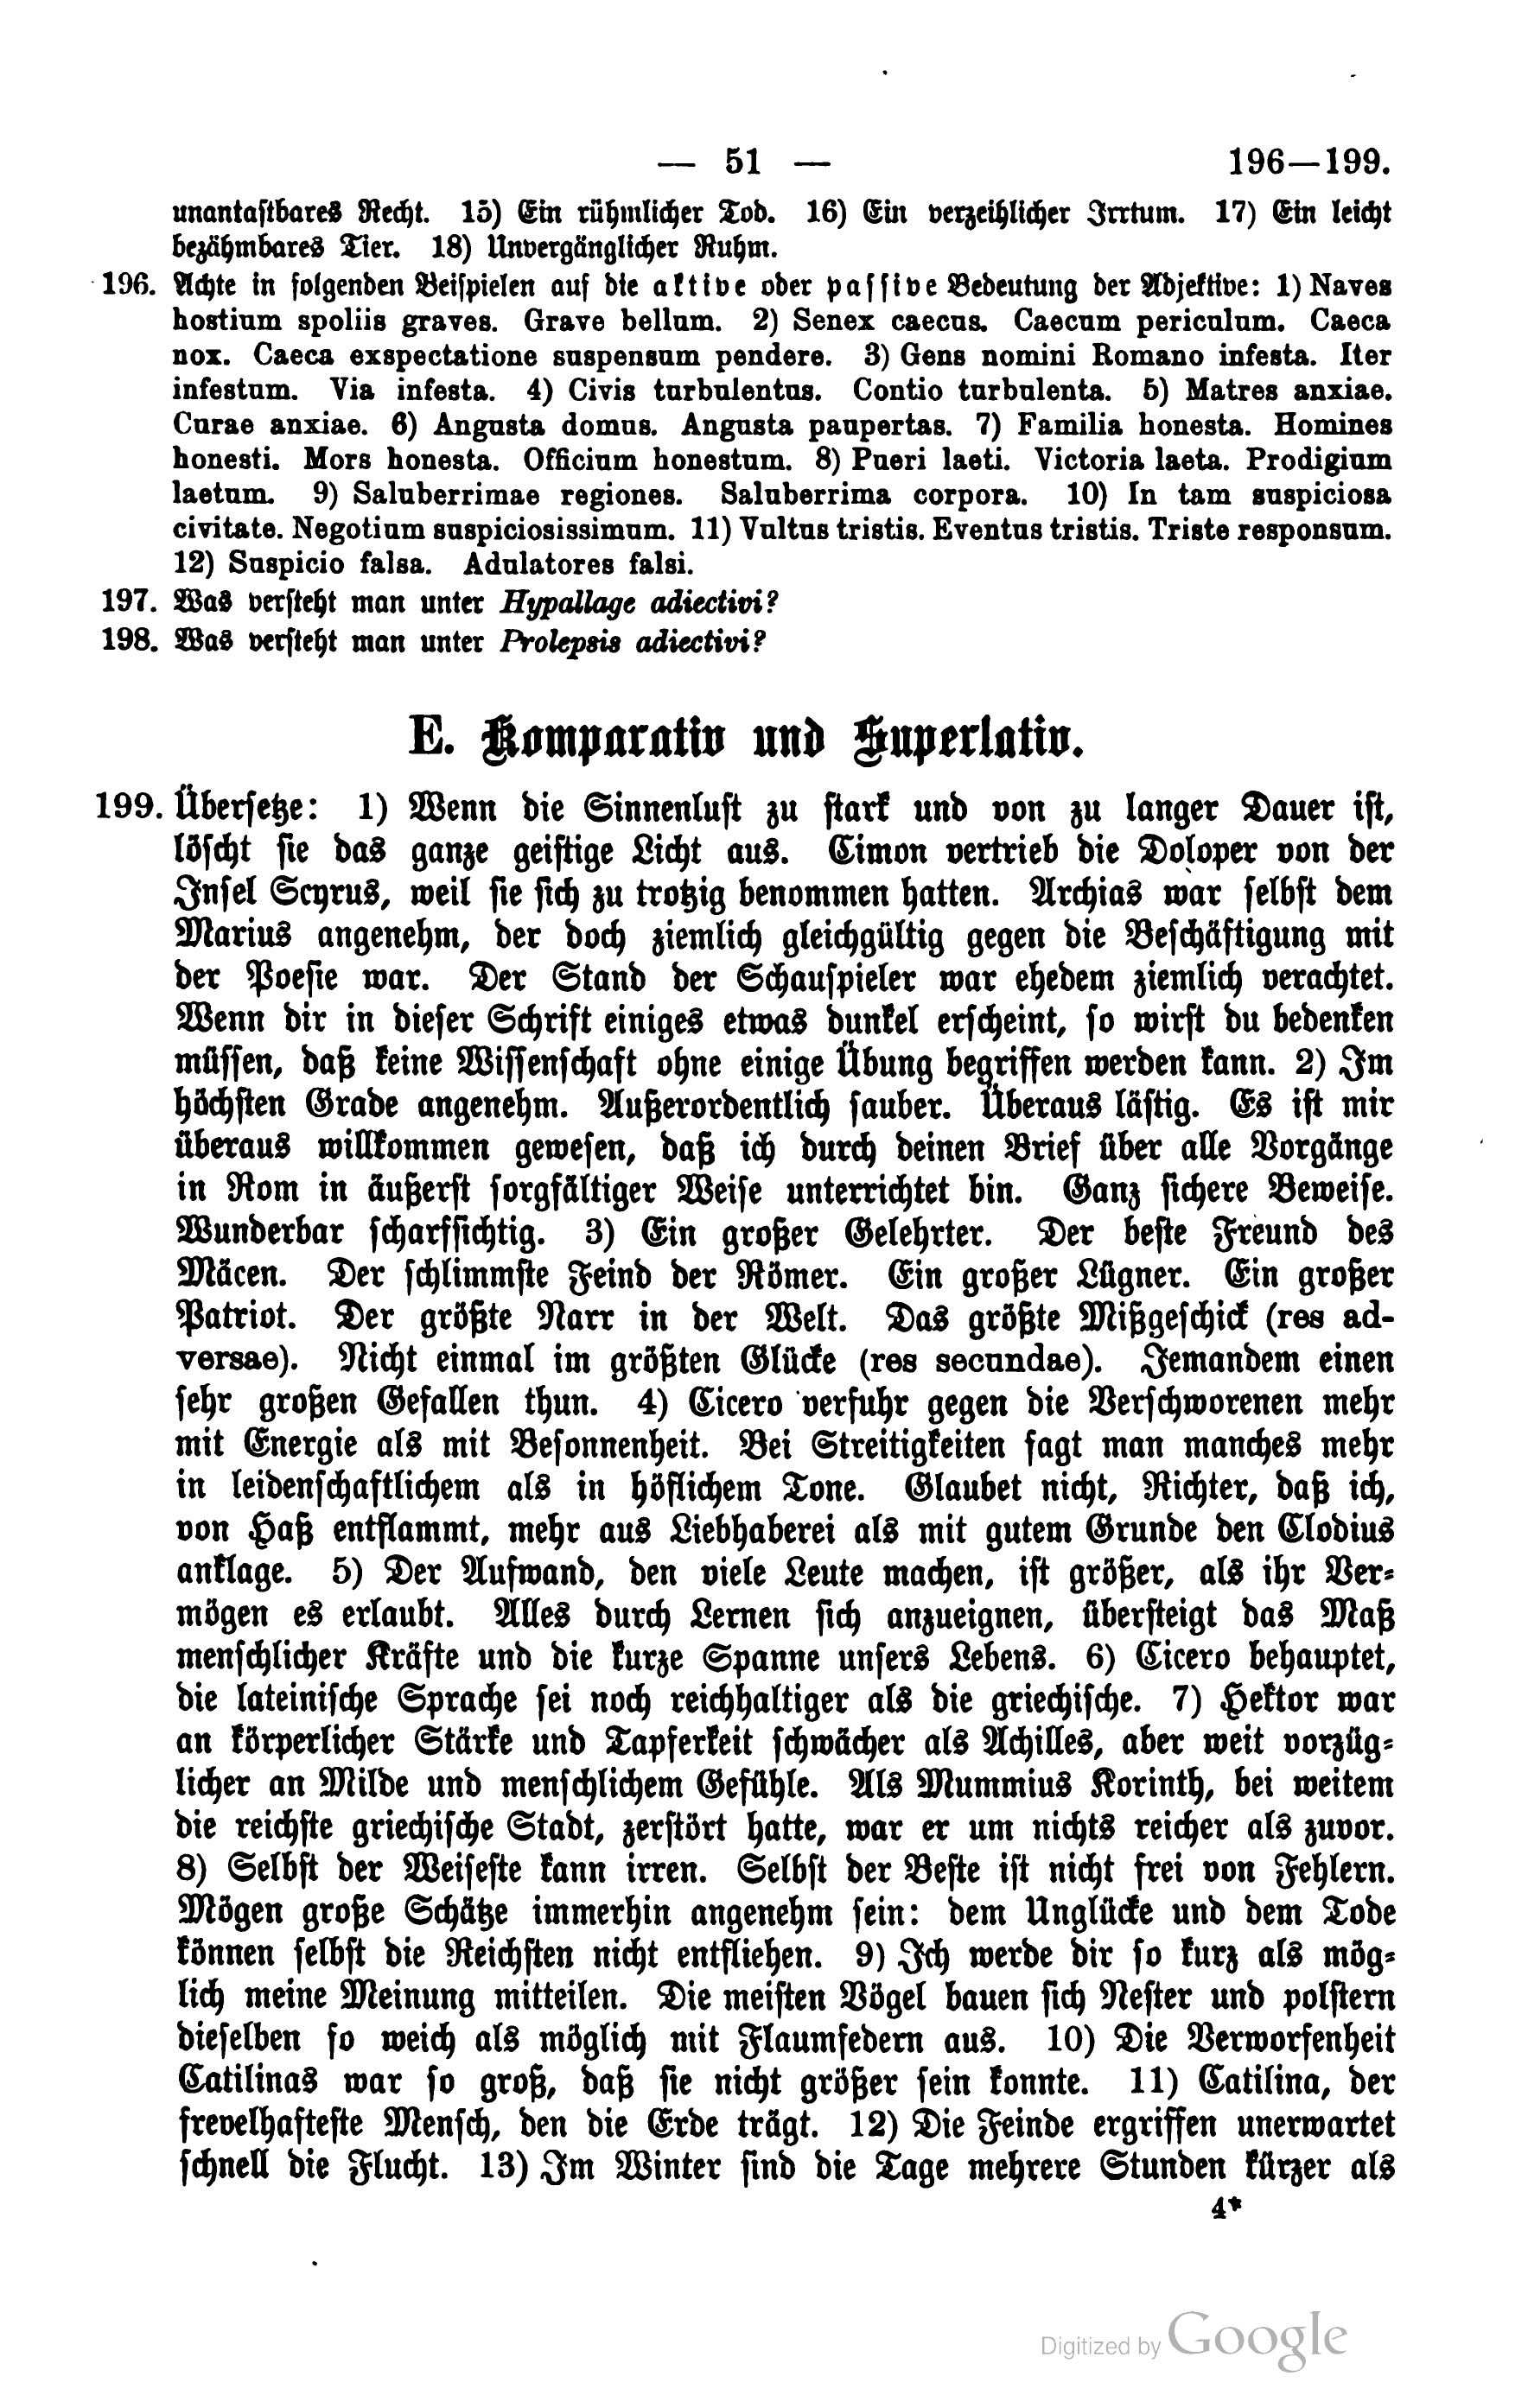 — 51 — 196—199.
unantastbares Recht. 15) Ein rühmlicher Tod. 16) Ein verzeihlicher Irrtum. 17) Ein leicht
bezähmbares Tier. 18) Unvergänglicher Ruhm.
196. Achte in folgenden Beispielen auf die aktive oder passive Bedeutung der Adjektive: 1) Naves
hostium spoliis graves. Grave bellum. 2) Senex caecus. Caecum periculum. Caeca
nox. Caeca exspectatione suspensum pendere. 3) Gens nomini Romano infesta. Iter
infestum. Via infesta. 4) Civis turbulentus. Contio turbulenta. 5) Matres anxiae.
Curae anxiae. 6) Angusta domus. Angusta paupertas. 7) Familia honesta. Homines
honesti. Mors honesta. Officium honestum. 8) Pueri laeti. Victoria laeta. Prodigium
laetum. 9) Saluberrimae regiones. Saluberrima corpora. 10) In tam suspiciosa
civitate. Negotium suspiciosissimum. 11) Vultus tristis. Eventus tristis. Triste responsum.
12) Suspicio falsa. Adulatores falsi.
197. Was versteht man unter Hypallage adiectivi?
198. Was versteht man unter Prolepsis adiectivi?
E. Komparativ und Superlativ.
199. Übersetze: 1) Wenn die Sinnenlust zu stark und von zu langer Dauer ist,
löscht sie das ganze geistige Licht aus. Cimon vertrieb die Doloper von der
Insel Scyrus, weil sie sich zu trotzig benommen hatten. Archias war selbst dem
Marius angenehm, der doch ziemlich gleichgültig gegen die Beschäftigung mit
der Poesie war. Der Stand der Schauspieler war ehedem ziemlich verachtet.
Wenn dir in dieser Schrift einiges etwas dunkel erscheint, so wirst du bedenken
müssen, daß keine Wissenschaft ohne einige Übung begriffen werden kann. 2) Im
höchsten Grade angenehm. Außerordentlich sauber. Überaus lästig. Es ist mir
überaus willkommen gewesen, daß ich durch deinen Brief über alle Vorgänge
in Rom in äußerst sorgfältiger Weise unterrichtet bin. Ganz sichere Beweise.
Wunderbar scharfsichtig. 3) Ein großer Gelehrter. Der beste Freund des
Mäcen. Der schlimmste Feind der Römer. Ein großer Lügner. Ein großer
Patriot. Der größte Narr in der Welt. Das größte Mißgeschick (res ad-
versae). Nicht einmal im größten Glücke (res secundae). Jemandem einen
sehr großen Gefallen thun. 4) Cicero verfuhr gegen die Verschworenen mehr
mit Energie als mit Besonnenheit. Bei Streitigkeiten sagt man manches mehr
in leidenschaftlichem als in höflichem Tone. Glaubet nicht, Richter, daß ich,
von Haß entflammt, mehr aus Liebhaberei als mit gutem Grunde den Clodius
anklage. 5) Der Aufwand, den viele Leute machen, ist größer, als ihr Ver-
mögen es erlaubt. Alles durch Lernen sich anzueignen, übersteigt das Maß
menschlicher Kräfte und die kurze Spanne unsers Lebens. 6) Cicero behauptet,
die lateinische Sprache sei noch reichhaltiger als die griechische. 7) Hektor war
an körperlicher Stärke und Tapferkeit schwächer als Achilles, aber weit vorzüg-
licher an Milde und menschlichem Gefühle. Als Mummius Korinth, bei weitem
die reichste griechische Stadt, zerstört hatte, war er um nichts reicher als zuvor.
8) Selbst der Weiseste kann irren. Selbst der Beste ist nicht frei von Fehlern.
Mögen große Schätze immerhin angenehm sein: dem Unglücke und dem Tode
können selbst die Reichsten nicht entfliehen. 9) Ich werde dir so kurz als mög-
lich meine Meinung mitteilen. Die meisten Vögel bauen sich Nester und polstern
dieselben so weich als möglich mit Flaumfedern aus. 10) Die Verworfenheit
Catilinas war so groß, daß sie nicht größer sein konnte. 11) Catilina, der
frevelhafteste Mensch, den die Erde trägt. 12) Die Feinde ergriffen unerwartet
schnell die Flucht. 13) Im Winter sind die Tage mehrere Stunden kürzer als
4*
Digitized by Google